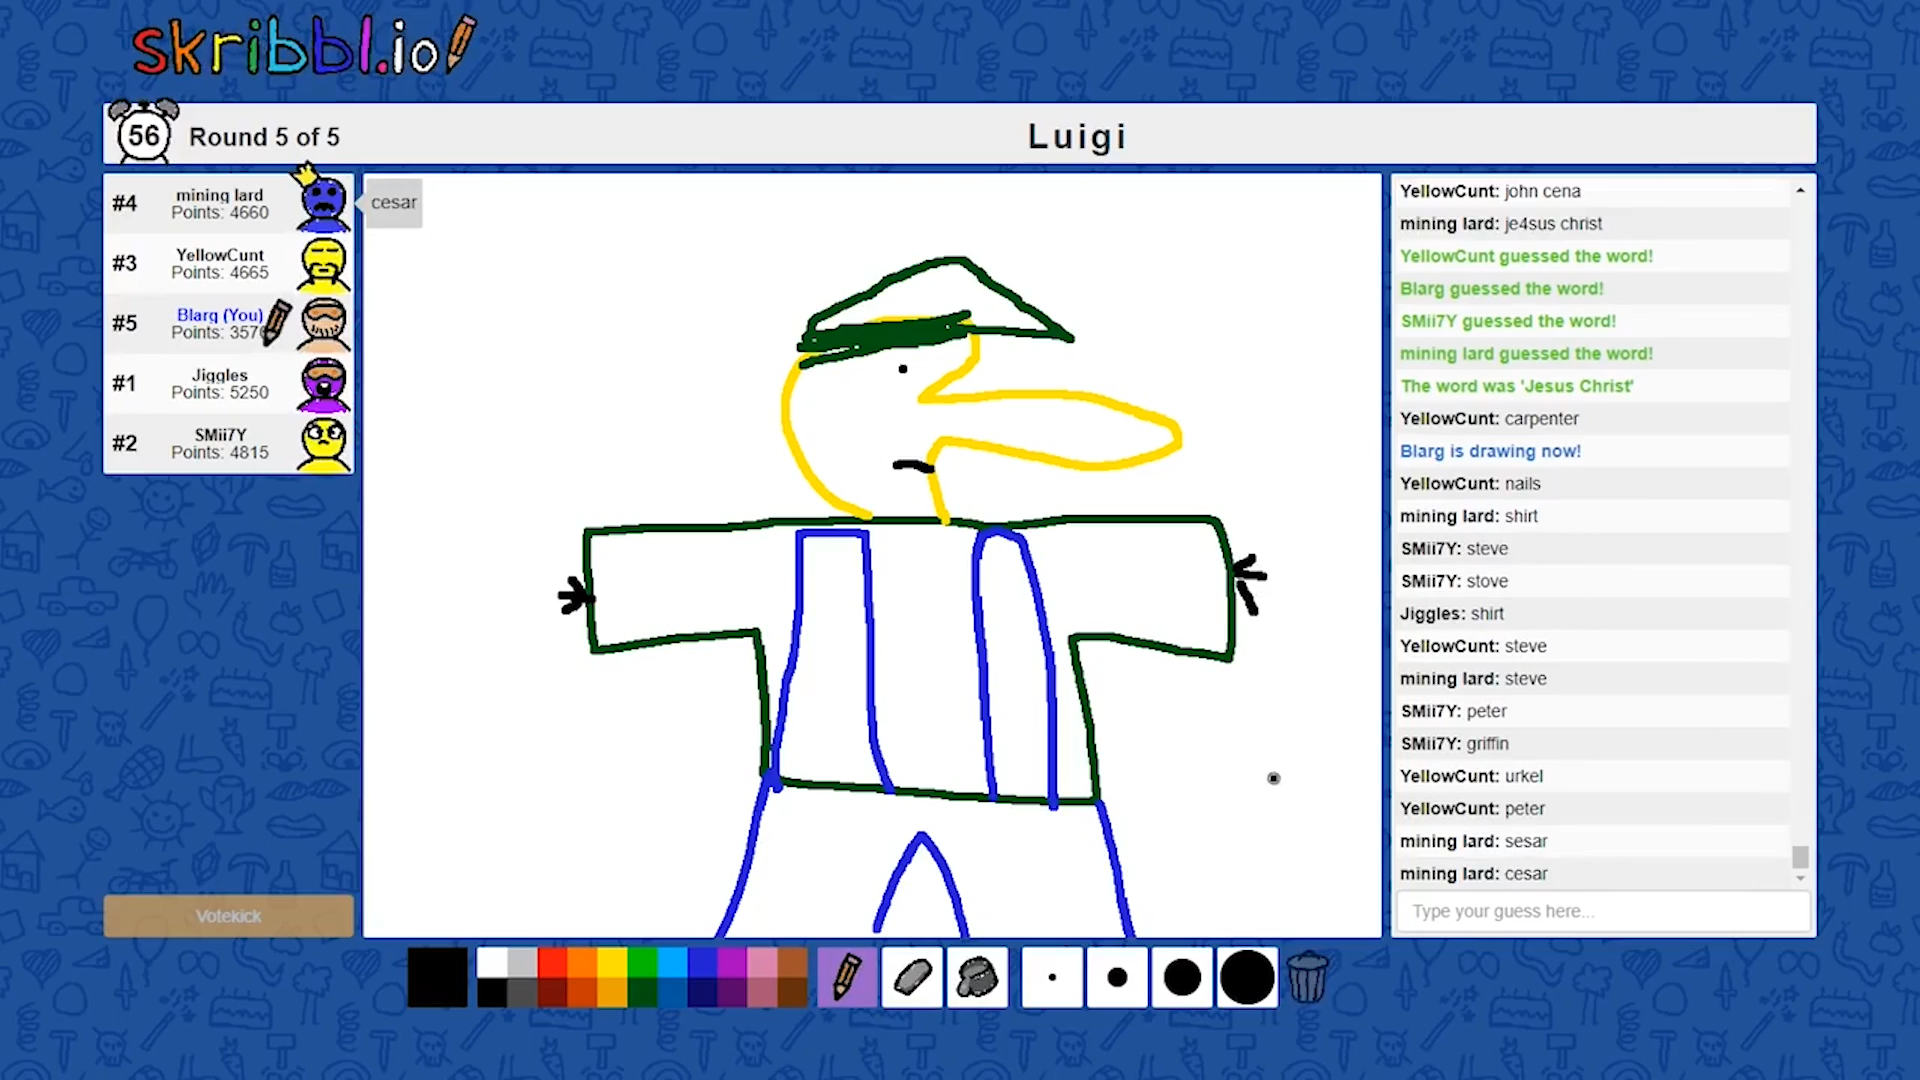 skribbl.io
56
Round 5 of 5
Luigi
#4
mining lard
Points: 4660
cesar
#3
YellowCunt
Points: 4665
#5
Blarg (You)
Points: 3576
#1
Jiggles
Points: 5250
#2
SMii7Y
Points: 4815
Votekick
YellowCunt: john cena
mining lard: je4sus christ
YellowCunt guessed the word!
Blarg guessed the word!
SMii7Y guessed the word!
mining lard guessed the word!
The word was 'Jesus Christ'
YellowCunt: carpenter
Blarg is drawing now!
YellowCunt: nails
mining lard: shirt
SMii7Y: steve
SMii7Y: stove
Jiggles: shirt
YellowCunt: steve
mining lard: steve
SMii7Y: peter
SMii7Y: griffin
YellowCunt: urkel
YellowCunt: peter
mining lard: sesar
mining lard: cesar
Type your guess here...